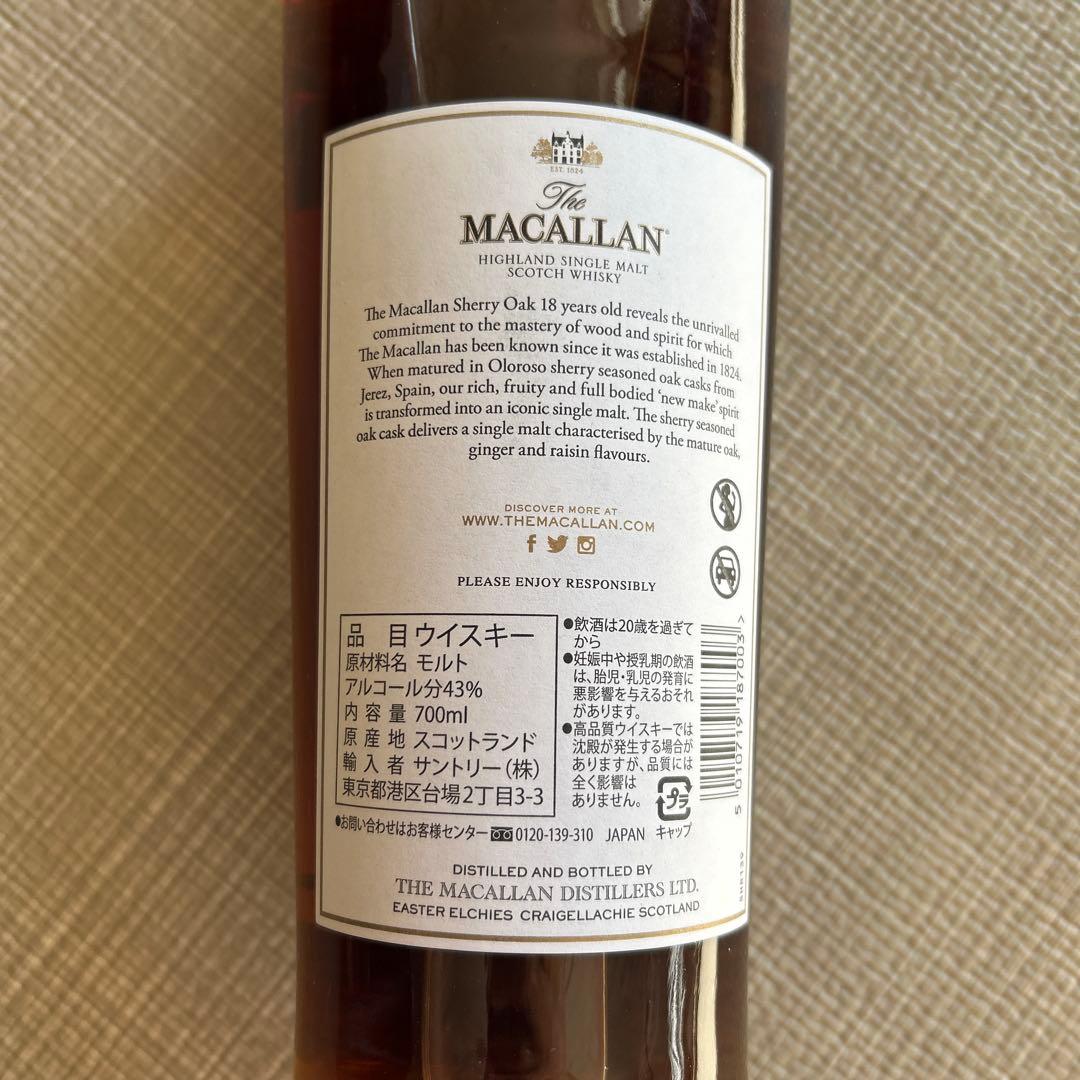 EST. 1824
The
MACALLAN
HIGHLAND SINGLE MALT
SCOTCH WHISKY
The Macallan Sherry Oak 18 years old reveals the unrivalled
commitment to the mastery of wood and spirit for which
The Macallan has been known since it was established in 1824.
When matured in Oloroso sherry seasoned oak casks from
Jerez, Spain, our rich, fruity and full bodied ‘new make’ spirit
is transformed into an iconic single malt. The sherry seasoned
oak cask delivers a single malt characterised by the mature oak,
ginger and raisin flavours.
DISCOVER MORE AT
WWW.THEMACALLAN.COM
PLEASE ENJOY RESPONSIBLY
品 目 ウイスキー
原材料名 モルト
アルコール分43%
内容量 700ml
原産地 スコットランド
輸入者 サントリー(株)
東京都港区台場2丁目3-3
●飲酒は20歳を過ぎて
から
●妊娠中や授乳期の飲酒
は、胎児・乳児の発育に
悪影響を与えるおそれ
があります。
●高品質ウイスキーでは
沈殿が発生する場合が
ありますが、品質には
全く影響は
ありません。
プラ
キャップ
5 010719 187003 >
●お問い合わせはお客様センター 0120-139-310 JAPAN
DISTILLED AND BOTTLED BY
THE MACALLAN DISTILLERS LTD.
EASTER ELCHIES CRAIGELLACHIE SCOTLAND